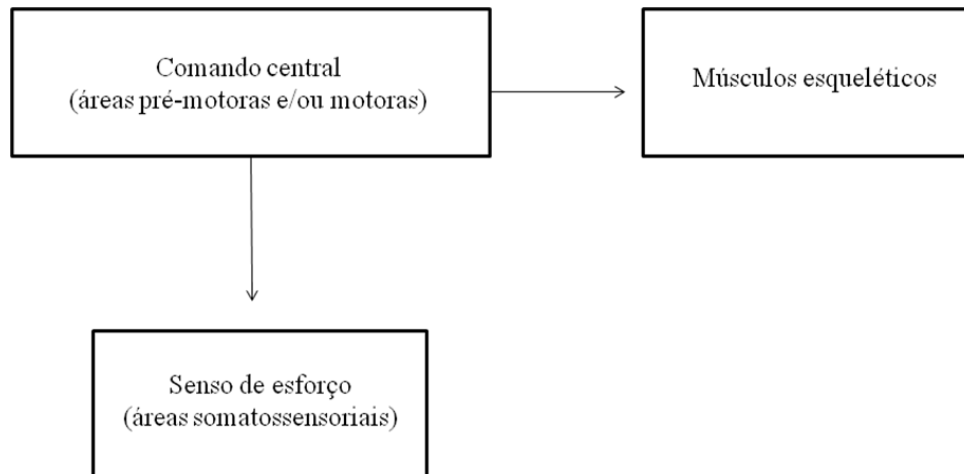 Comando central
(áreas pré-motoras e/ou motoras)
Músculos esqueléticos
Senso de esforço
(áreas somatossensoriais)